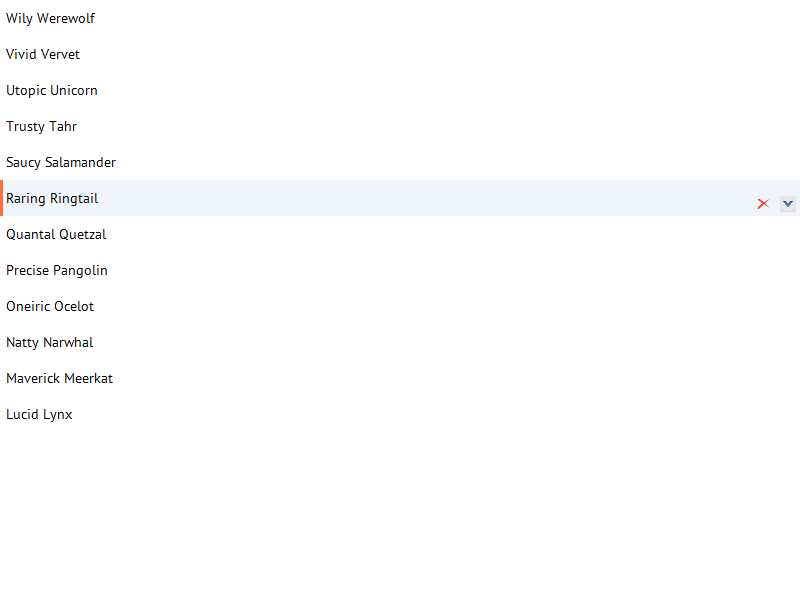 Wily Werewolf
Vivid Vervet
Utopic Unicorn
Trusty Tahr
Saucy Salamander
Raring Ringtail
Quantal Quetzal
Precise Pangolin
Oneiric Ocelot
Natty Narwhal
Maverick Meerkat
Lucid Lynx